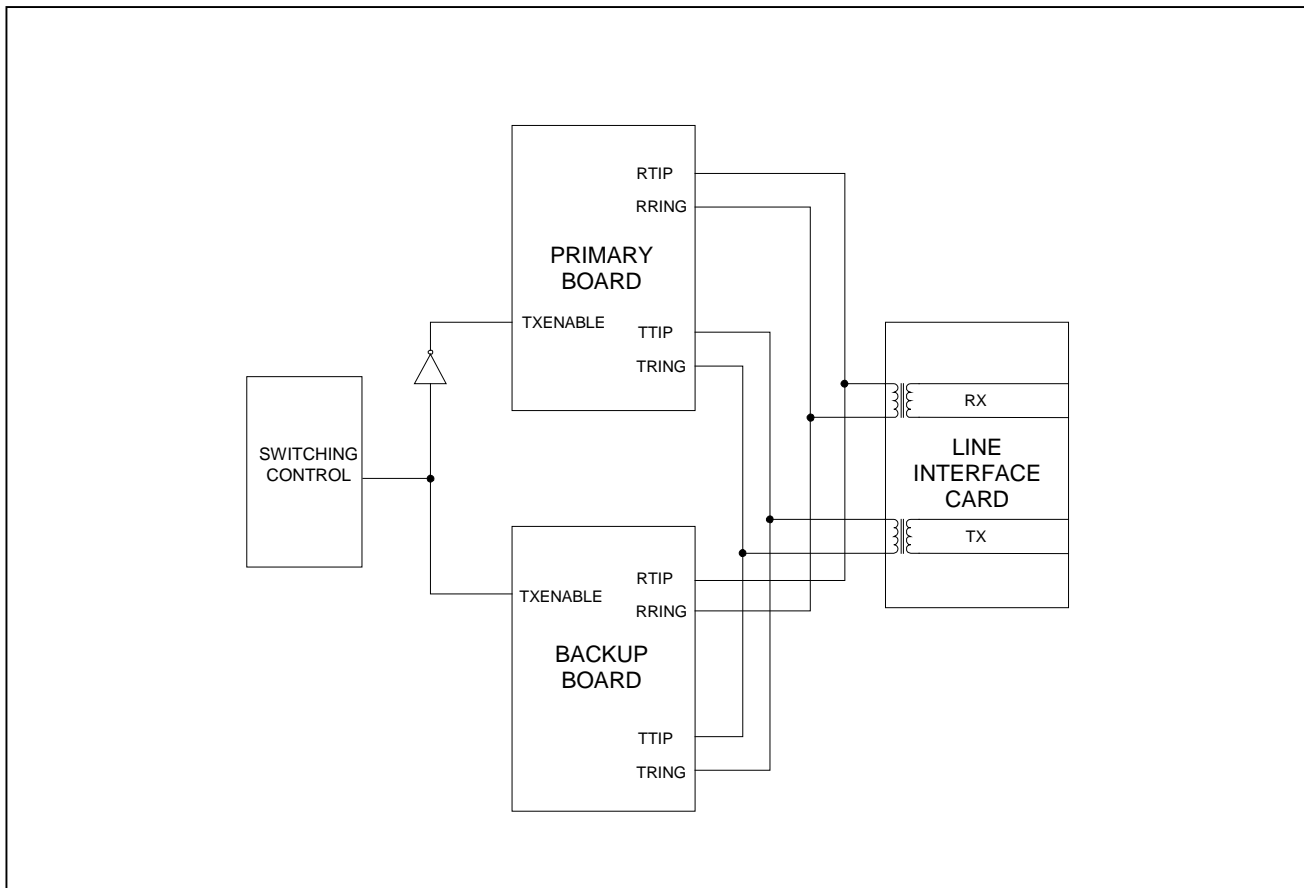 RTIP
RRING
PRIMARY
BOARD
TXENABLE
TTIP
TRING
SWITCHING
CONTROL
RX
LINE
INTERFACE
CARD
TX
RTIP
TXENABLE
RRING
BACKUP
BOARD
TTIP
TRING